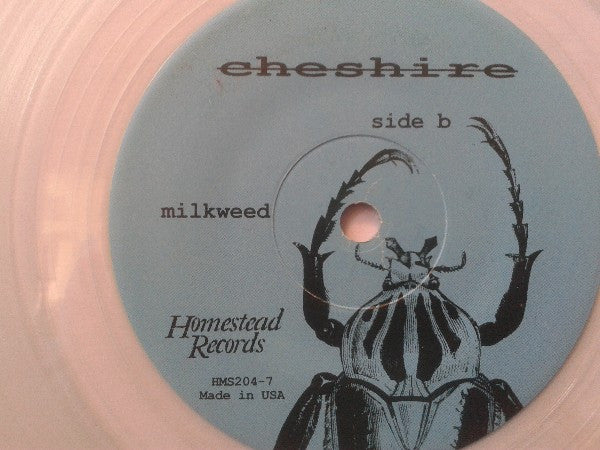 cheshire
side b
milkweed
Homestead
Records
HMS204-7
Made in USA